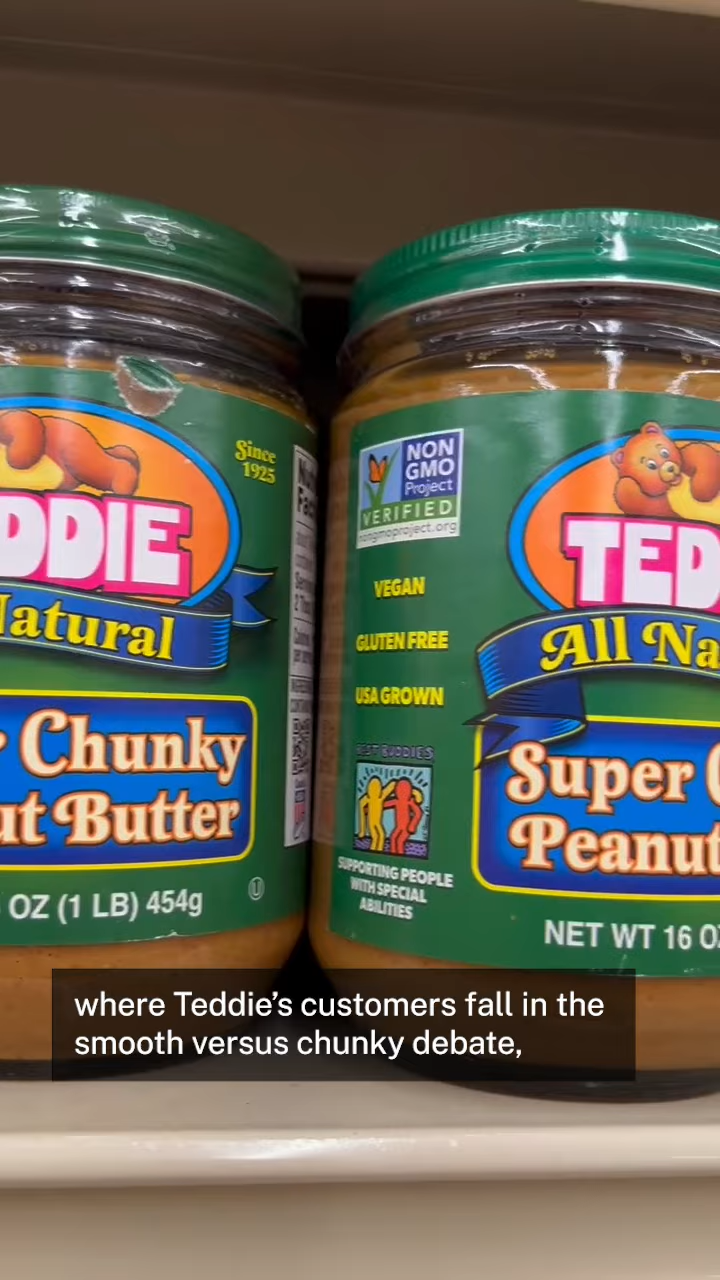 Since
1925
DDIE
Natural
Chunky
ut Butter
OZ (1 LB) 454g
NON
GMO
Project
VERIFIED
nongmoproject.org
VEGAN
GLUTEN FREE
USA GROWN
BEST BUDDIES
SUPPORTING PEOPLE
WITH SPECIAL
ABILITIES
TED
All Na
Super
Peanut
NET WT 16 OZ
where Teddie’s customers fall in the
smooth versus chunky debate,